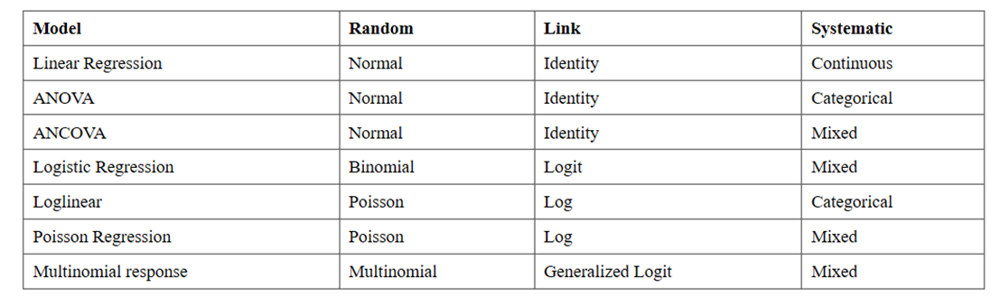 Model Random Link Systematic
Linear Regression Normal Identity Continuous
ANOVA Normal Identity Categorical
ANCOVA Normal Identity Mixed
Logistic Regression Binomial Logit Mixed
Loglinear Poisson Log Categorical
Poisson Regression Poisson Log Mixed
Multinomial response Multinomial Generalized Logit Mixed